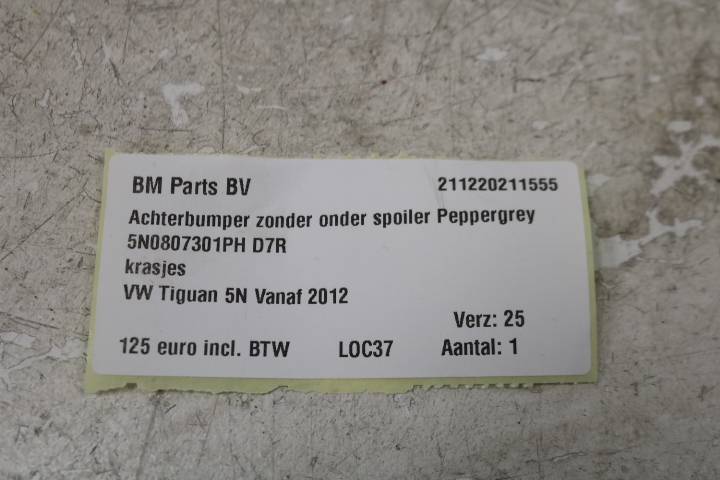 BM Parts BV 211220211555
Achterbumper zonder onder spoiler Peppergrey
5N0807301PH D7R
krasjes
VW Tiguan 5N Vanaf 2012
Verz: 25
125 euro incl. BTW LOC37 Aantal: 1